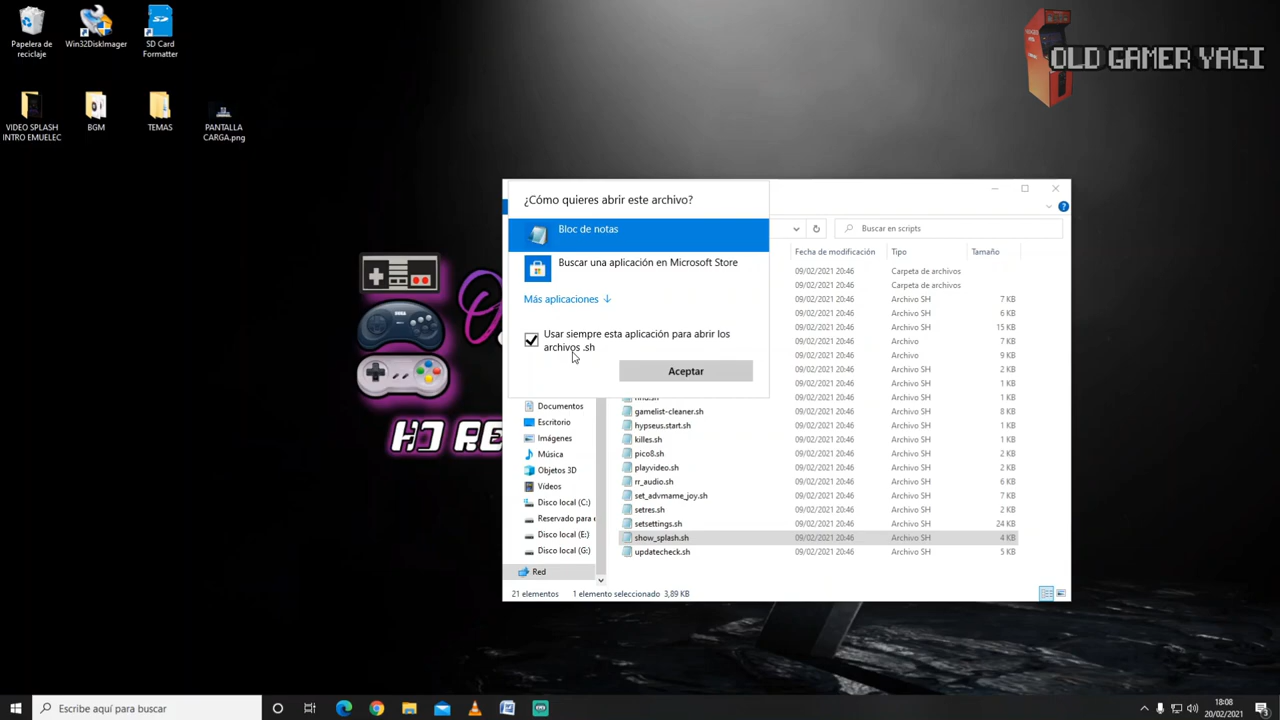 Papelera de
reciclaje
Win32DiskImager
SD Card
Formatter
VIDEO SPLASH
INTRO EMUELEC
BGM
TEMAS
PANTALLA
CARGA.png
OLD GAMER YAGI
HD RE
¿Cómo quieres abrir este archivo?
Bloc de notas
Buscar una aplicación en Microsoft Store
Más aplicaciones
Usar siempre esta aplicación para abrir los
archivos .sh
Aceptar
Buscar en scripts
Fecha de modificación Tipo Tamaño
09/02/2021 20:46 Carpeta de archivos
09/02/2021 20:46 Carpeta de archivos
09/02/2021 20:46 Archivo SH 7 KB
09/02/2021 20:46 Archivo SH 6 KB
09/02/2021 20:46 Archivo SH 15 KB
09/02/2021 20:46 Archivo 7 KB
09/02/2021 20:46 Archivo 9 KB
09/02/2021 20:46 Archivo SH 2 KB
09/02/2021 20:46 Archivo SH 4 KB
09/02/2021 20:46 Archivo SH 1 KB
gamelist-cleaner.sh 09/02/2021 20:46 Archivo SH 8 KB
hypseus.start.sh 09/02/2021 20:46 Archivo SH 1 KB
killes.sh 09/02/2021 20:46 Archivo SH 1 KB
pico8.sh 09/02/2021 20:46 Archivo SH 2 KB
playvideo.sh 09/02/2021 20:46 Archivo SH 2 KB
rr_audio.sh 09/02/2021 20:46 Archivo SH 6 KB
set_advmame_joy.sh 09/02/2021 20:46 Archivo SH 7 KB
setres.sh 09/02/2021 20:46 Archivo SH 2 KB
setsettings.sh 09/02/2021 20:46 Archivo SH 24 KB
show_splash.sh 09/02/2021 20:46 Archivo SH 4 KB
updatecheck.sh 09/02/2021 20:46 Archivo SH 5 KB
Documentos
Escritorio
Imágenes
Música
Objetos 3D
Vídeos
Disco local (C:)
Reservado para e
Disco local (E:)
Disco local (G:)
Red
21 elementos 1 elemento seleccionado 3,89 KB
Escribe aquí para buscar
18:08
20/02/2021